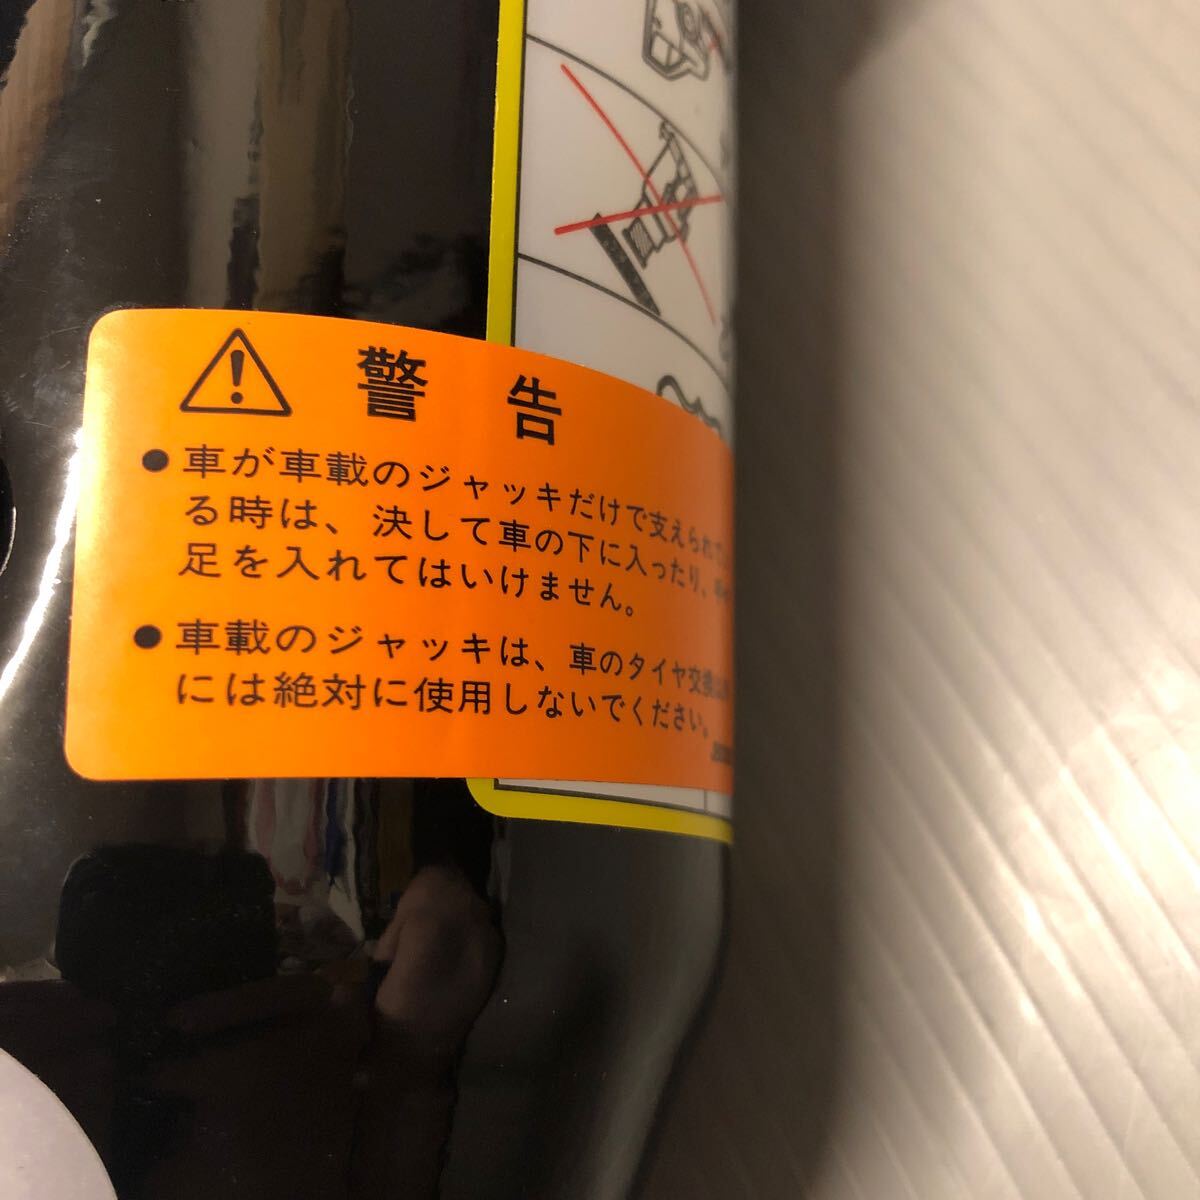 警告
●車が車載のジャッキだけで支えられて
る時は、決して車の下に入ったり、
足を入れてはいけません。
●車載のジャッキは、車のタイヤ交換
には絶対に使用しないでください。